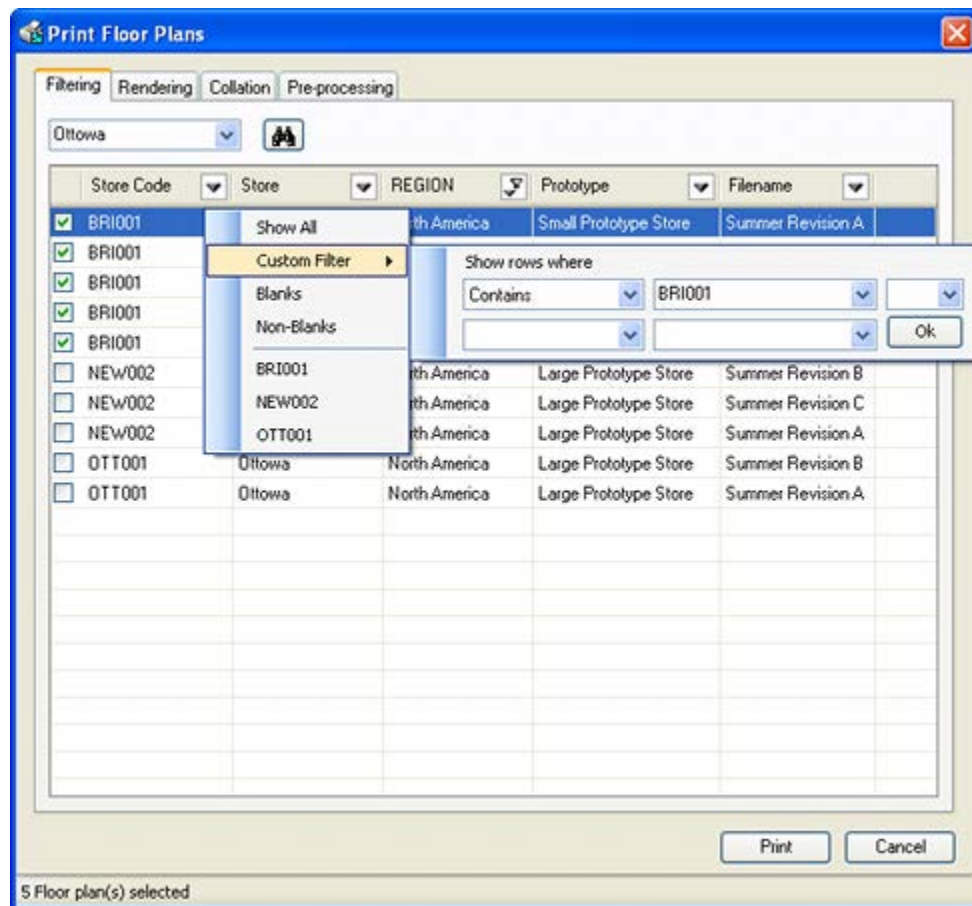 Print Floor Plans
Filtering Rendering Collation Pre-processing
Ottowa
Store Code Store REGION Prototype Filename
BRI001 th America Small Prototype Store Summer Revision A
BRI001
BRI001
BRI001
BRI001
NEW002 rth America Large Prototype Store Summer Revision B
NEW002 rth America Large Prototype Store Summer Revision C
NEW002 rth America Large Prototype Store Summer Revision A
OTT001 Ottowa North America Large Prototype Store Summer Revision B
OTT001 Ottowa North America Large Prototype Store Summer Revision A
Show All
Custom Filter
Blanks
Non-Blanks
BRI001
NEW002
OTT001
Show rows where
Contains BRI001
Ok
Print Cancel
5 Floor plan(s) selected